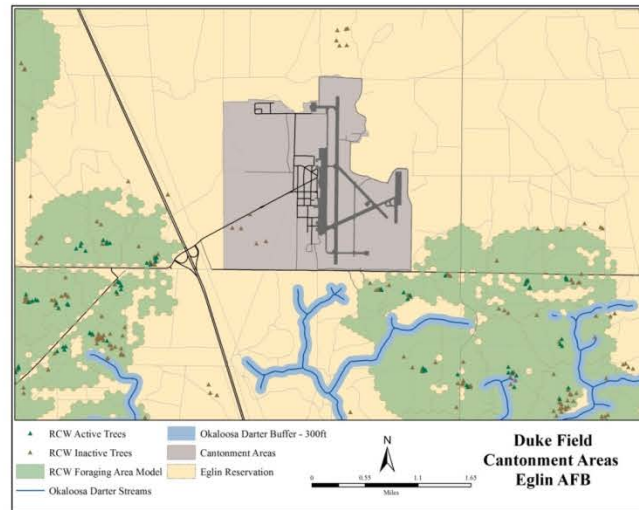 RCW Active Trees
RCW Inactive Trees
RCW Foraging Area Model
Okaloosa Darter Streams
Okaloosa Darter Buffer - 300ft
Cantonment Areas
Eglin Reservation
N
0 0.55 1.1 1.65
Miles
Duke Field
Cantonment Areas
Eglin AFB